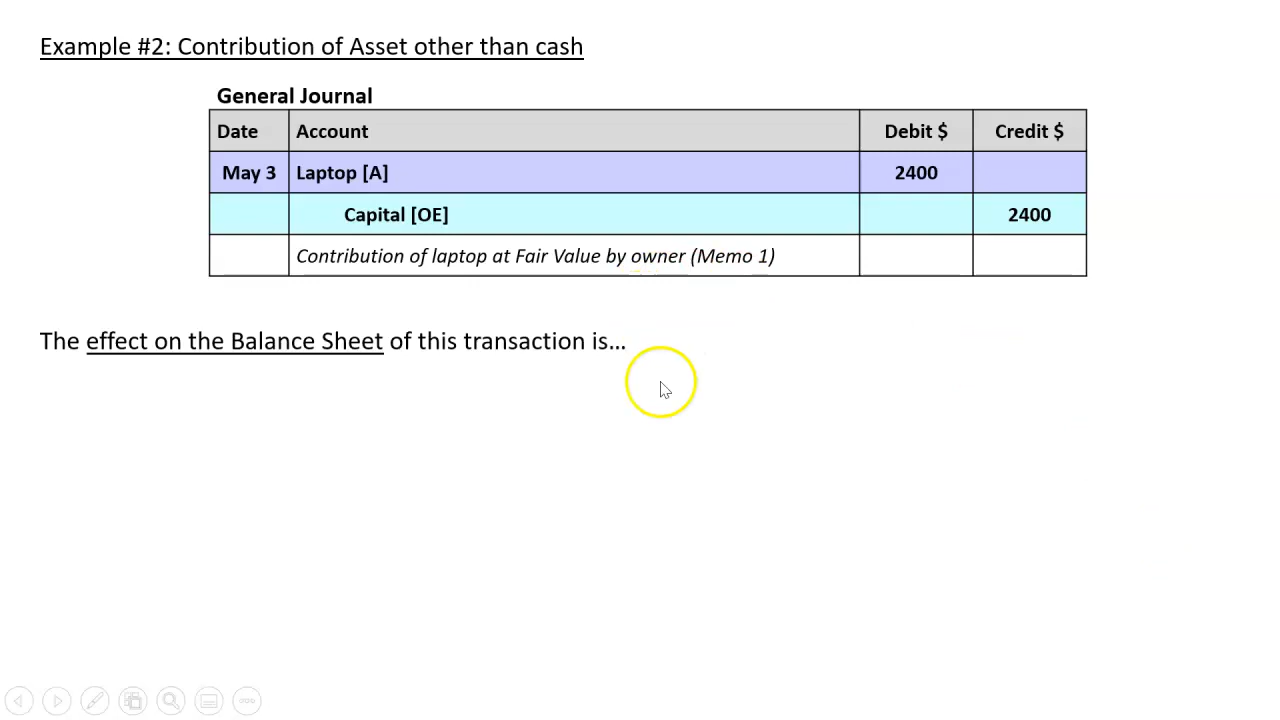 Example #2: Contribution of Asset other than cash
General Journal
Date Account Debit $ Credit $
May 3 Laptop [A] 2400
Capital [OE] 2400
Contribution of laptop at Fair Value by owner (Memo 1)
The effect on the Balance Sheet of this transaction is...